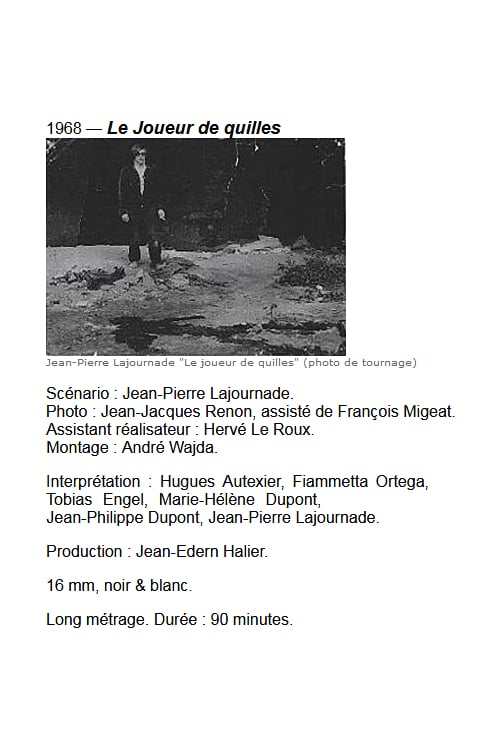 1968 — Le Joueur de quilles
Jean-Pierre Lajournade "Le joueur de quilles" (photo de tournage)
Scénario : Jean-Pierre Lajournade.
Photo : Jean-Jacques Renon, assisté de François Migeat.
Assistant réalisateur : Hervé Le Roux.
Montage : André Wajda.
Interprétation : Hugues Autexier, Fiammetta Ortega,
Tobias Engel, Marie-Hélène Dupont,
Jean-Philippe Dupont, Jean-Pierre Lajournade.
Production : Jean-Edern Halier.
16 mm, noir & blanc.
Long métrage. Durée : 90 minutes.